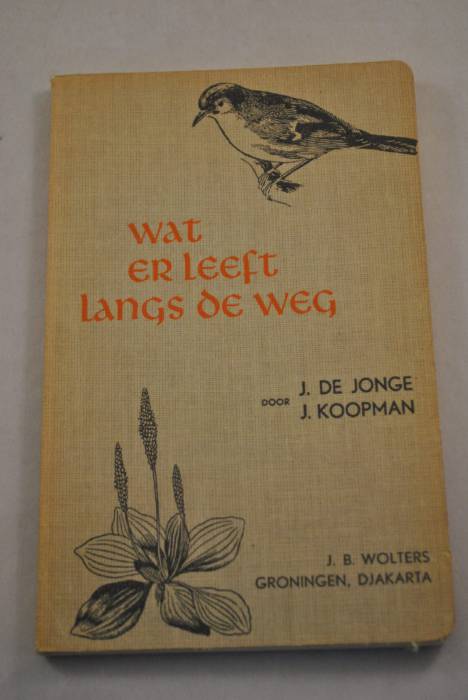 wat
er leeft
langs de weg
DOOR J. DE JONGE
J. KOOPMAN
J. B. WOLTERS
GRONINGEN, DJAKARTA